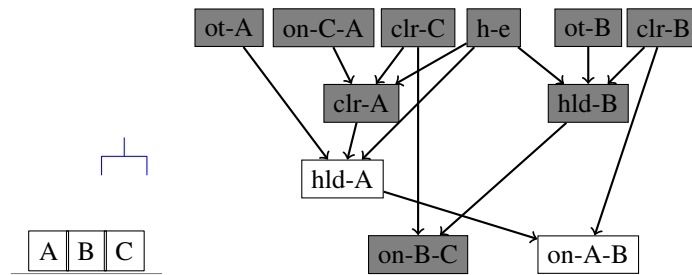 ot-A on-C-A clr-C h-e ot-B clr-B
clr-A hld-B
hld-A
A B C on-B-C on-A-B